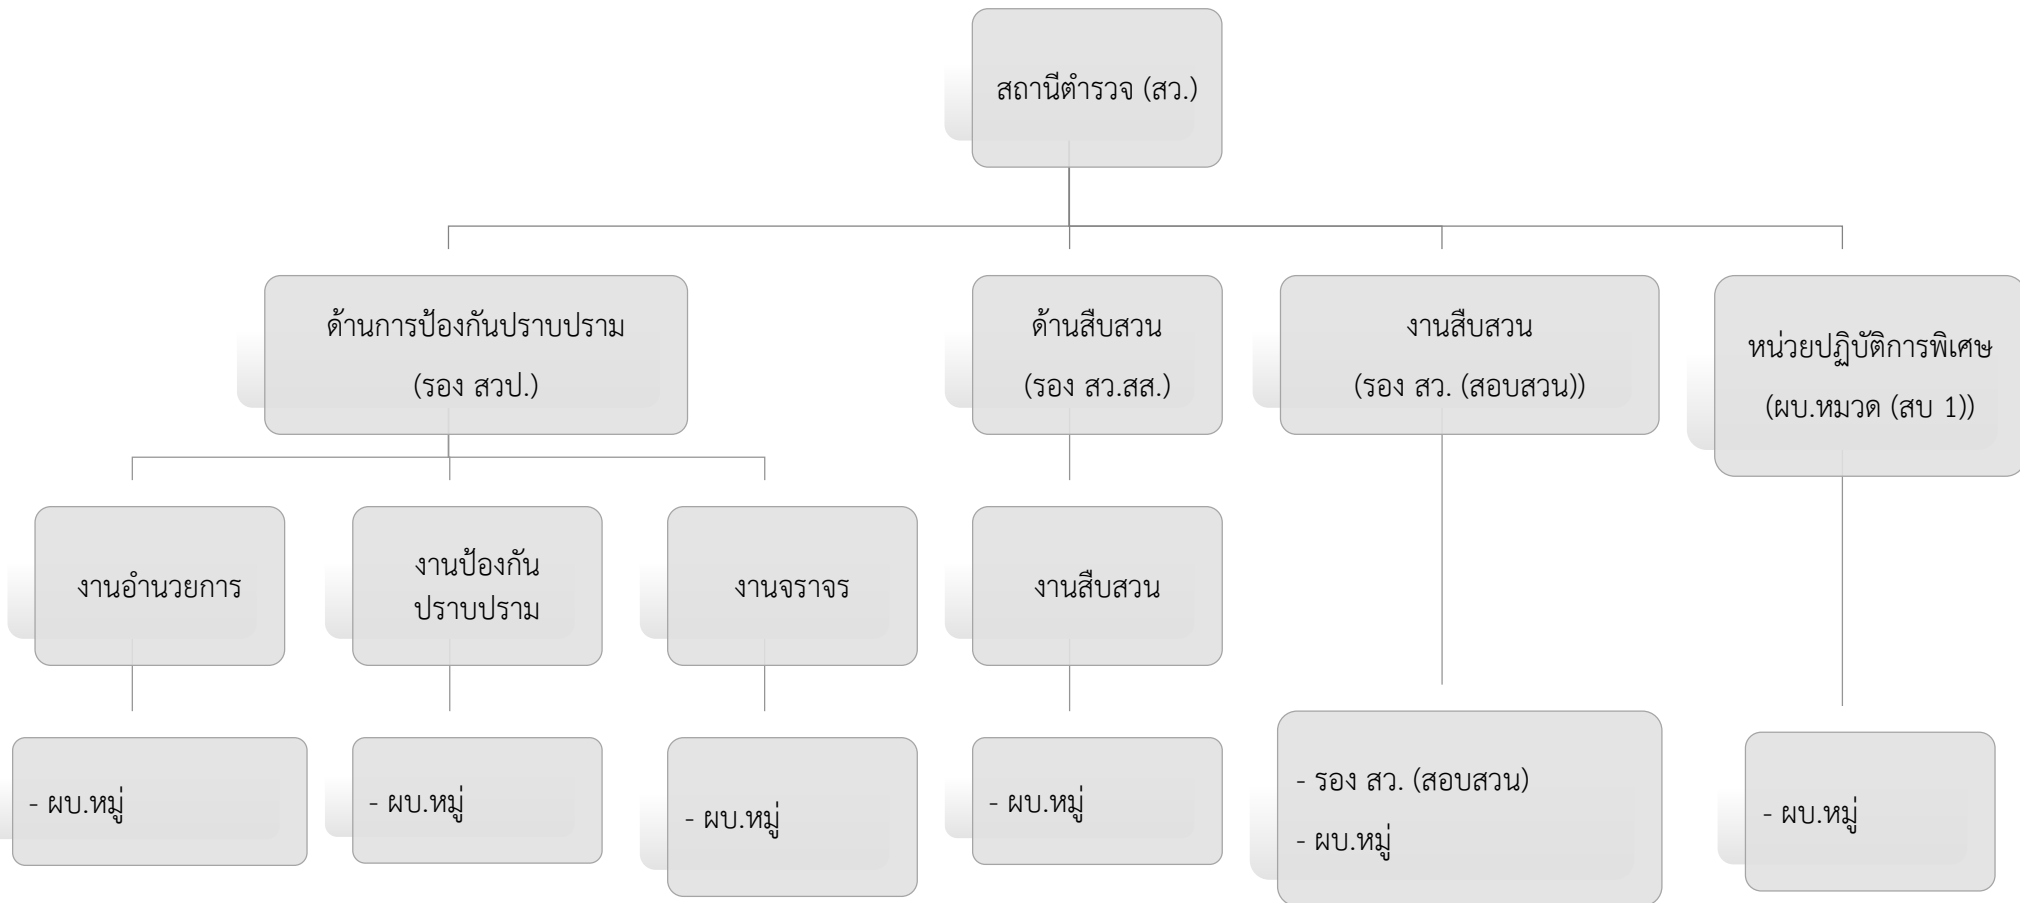 สถานีตำรวจ (สว.)
ด้านการป้องกันปราบปราม
(รอง สวป.)
ด้านสืบสวน
(รอง สว.สส.)
งานสืบสวน
(รอง สว. (สอบสวน))
หน่วยปฏิบัติการพิเศษ
(ผบ.หมวด (สบ 1))
งานอำนวยการ
งานป้องกัน
ปราบปราม
งานจราจร
งานสืบสวน
- ผบ.หมู่
- ผบ.หมู่
- ผบ.หมู่
- ผบ.หมู่
- รอง สว. (สอบสวน)
- ผบ.หมู่
- ผบ.หมู่